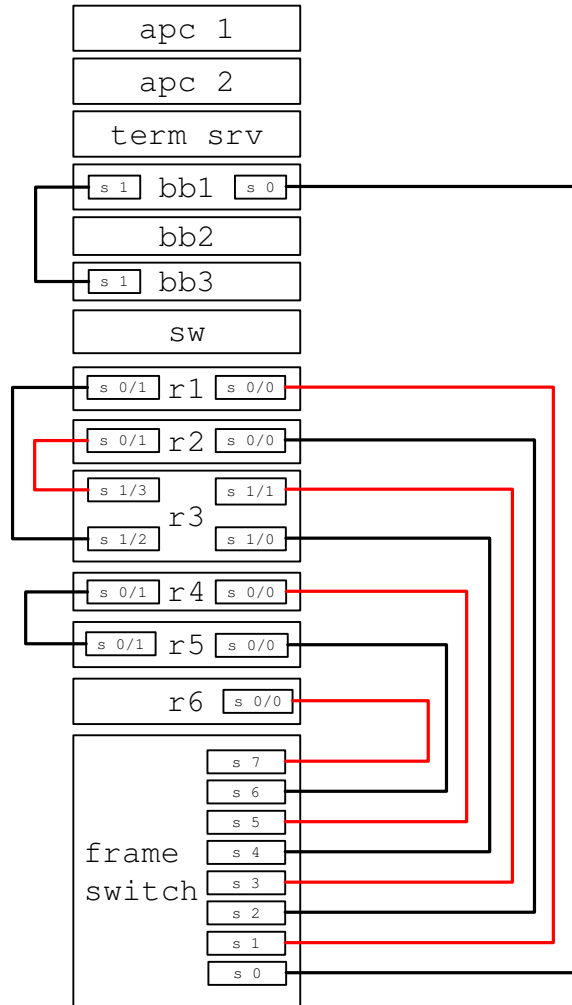 apc 1
apc 2
term srv
s 1 bb1 s 0
bb2
s 1 bb3
sw
s 0/1 r1 s 0/0
s 0/1 r2 s 0/0
s 1/3 s 1/1
r3
s 1/2 s 1/0
s 0/1 r4 s 0/0
s 0/1 r5 s 0/0
r6 s 0/0
s 7
s 6
s 5
s 4
frame
s 3
switch
s 2
s 1
s 0